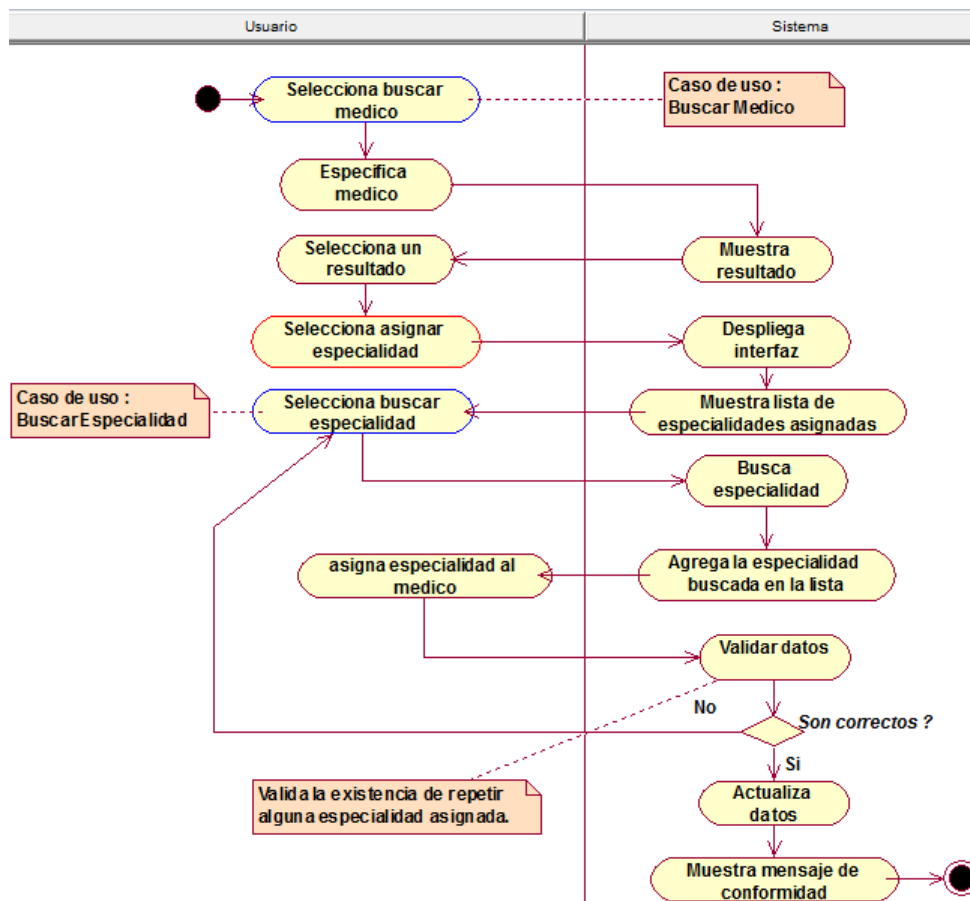 Usuario
Sistema
Selecciona buscar
medico
Caso de uso :
Buscar Medico
Especifica
medico
Selecciona un
resultado
Muestra
resultado
Selecciona asignar
especialidad
Despliega
interfaz
Caso de uso :
Buscar Especialidad
Selecciona buscar
especialidad
Muestra lista de
especialidades asignadas
Busca
especialidad
asigna especialidad al
medico
Agrega la especialidad
buscada en la lista
Validar datos
No
Son correctos ?
Si
Valida la existencia de repetir
alguna especialidad asignada.
Actualiza
datos
Muestra mensaje de
conformidad